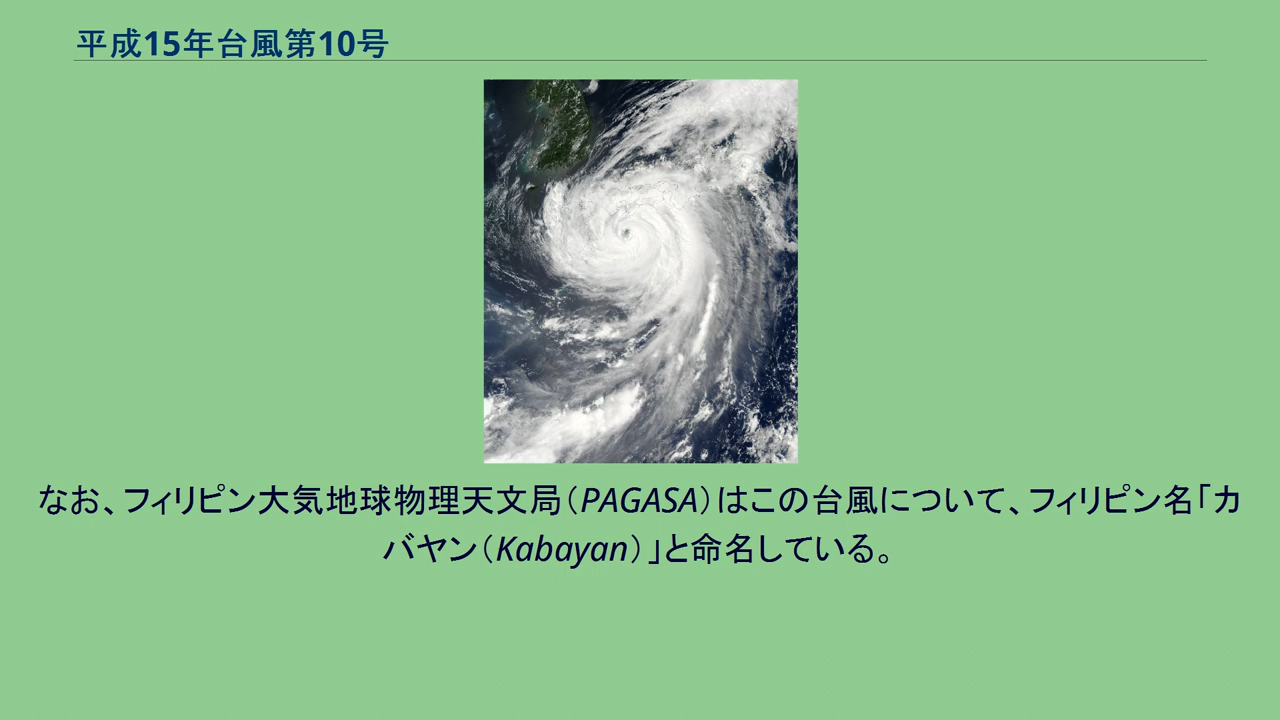 平成15年台風第10号
なお、フィリピン大気地球物理天文局（PAGASA）はこの台風について、フィリピン名「カ
バヤン（Kabayan）」と命名している。